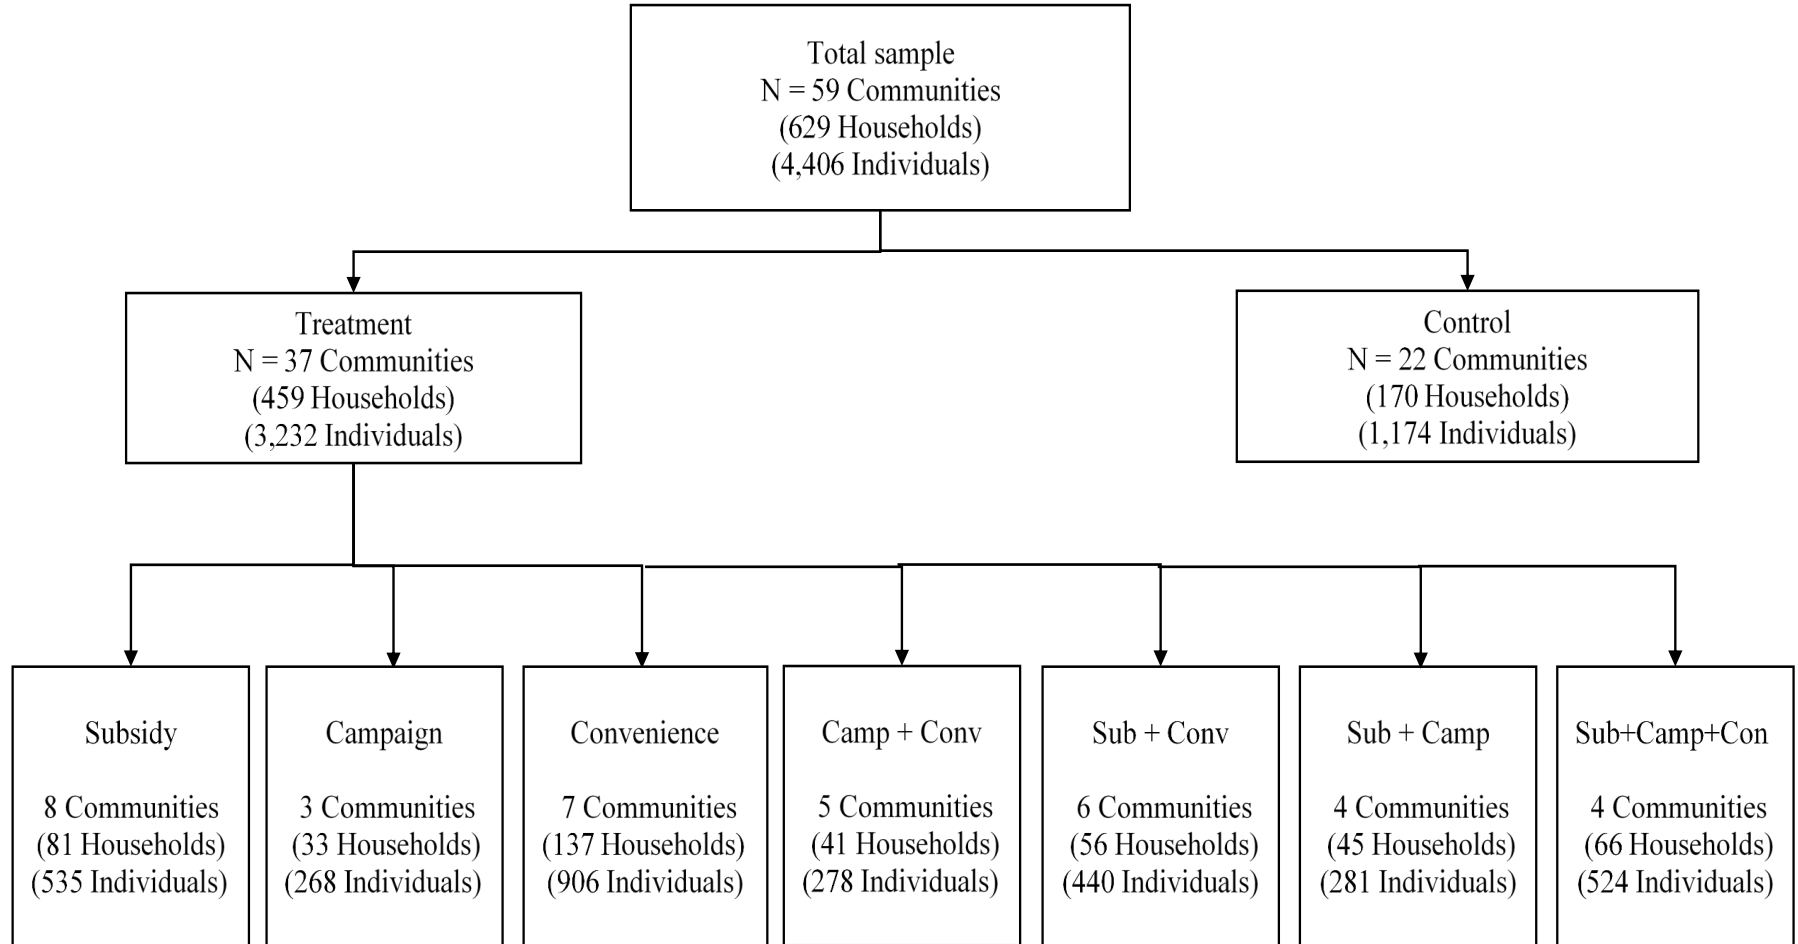 Total sample
N = 59 Communities
(629 Households)
(4,406 Individuals)
Treatment
N = 37 Communities
(459 Households)
(3,232 Individuals)
Control
N = 22 Communities
(170 Households)
(1,174 Individuals)
Subsidy
8 Communities
(81 Households)
(535 Individuals)
Campaign
3 Communities
(33 Households)
(268 Individuals)
Convenience
7 Communities
(137 Households)
(906 Individuals)
Camp + Conv
5 Communities
(41 Households)
(278 Individuals)
Sub + Conv
6 Communities
(56 Households)
(440 Individuals)
Sub + Camp
4 Communities
(45 Households)
(281 Individuals)
Sub+Camp+Con
4 Communities
(66 Households)
(524 Individuals)